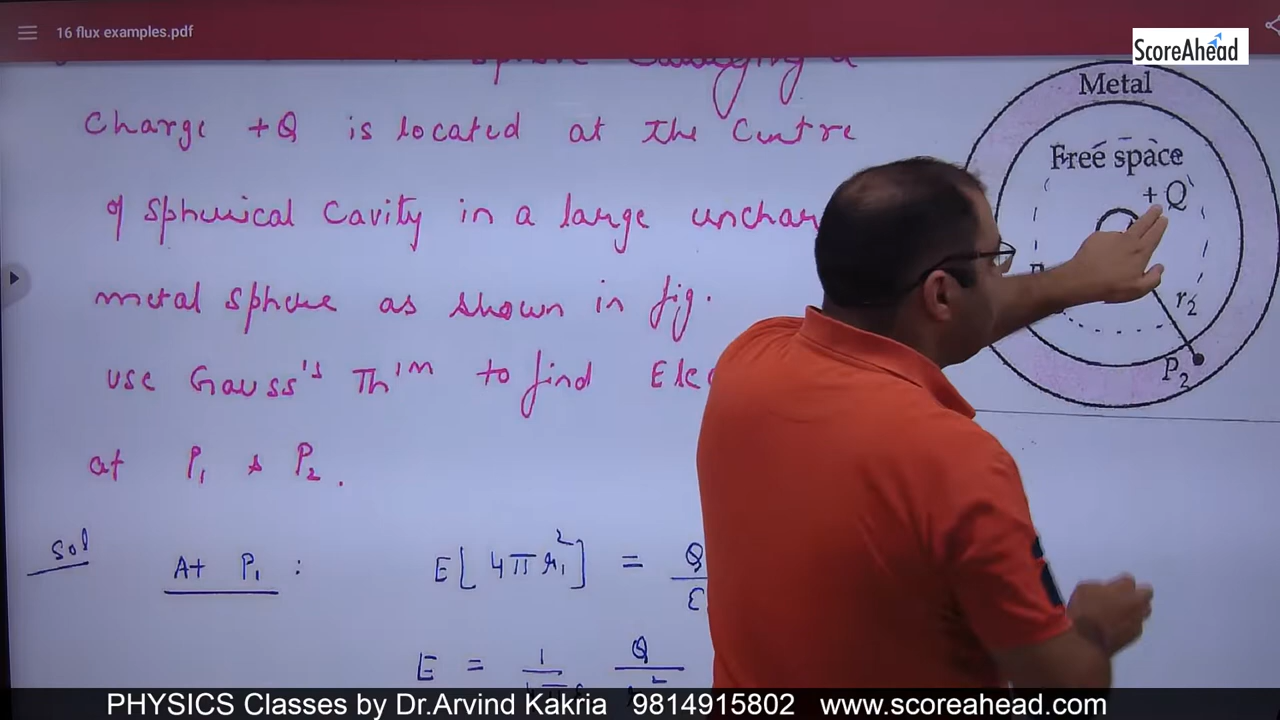 16 flux examples.pdf
ScoreAhead
Charge +Q is located at the Centre
of spherical Cavity in a large unchar
metal sphere as shown in fig.
use Gauss's Th'm to find Elec
at P₁ & P₂.
Metal
Free space
+Q
r₂
P₂
Sol
At P₁ : E[4πr₁²] = Q
E = 1 Q
PHYSICS Classes by Dr.Arvind Kakria 9814915802 www.scoreahead.com